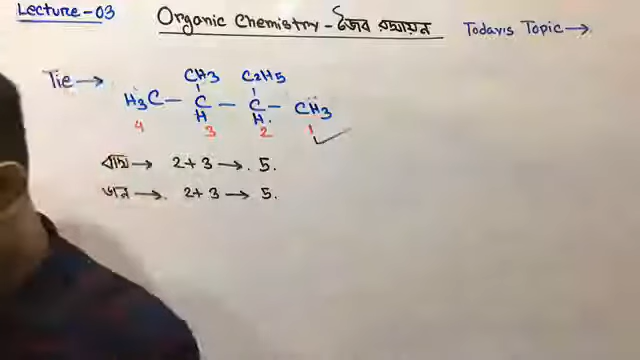 Lecture-03
Organic Chemistry - জৈব রসায়ন
Today's Topic →
Tie → CH3 C2H5
H3C - C - C - CH3
H H.
4 3 2 1
বাম → 2+3 → 5.
ডান → 2+3 → 5.